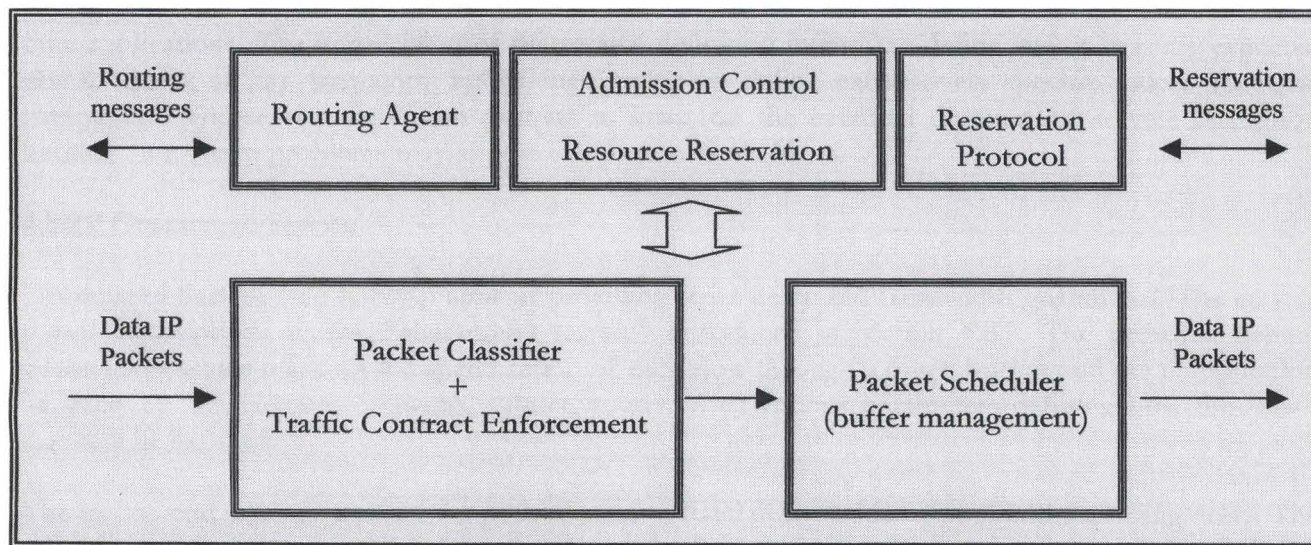 Routing
messages
Routing Agent
Admission Control
Resource Reservation
Reservation
Protocol
Reservation
messages
Data IP
Packets
Packet Classifier
+
Traffic Contract Enforcement
Packet Scheduler
(buffer management)
Data IP
Packets